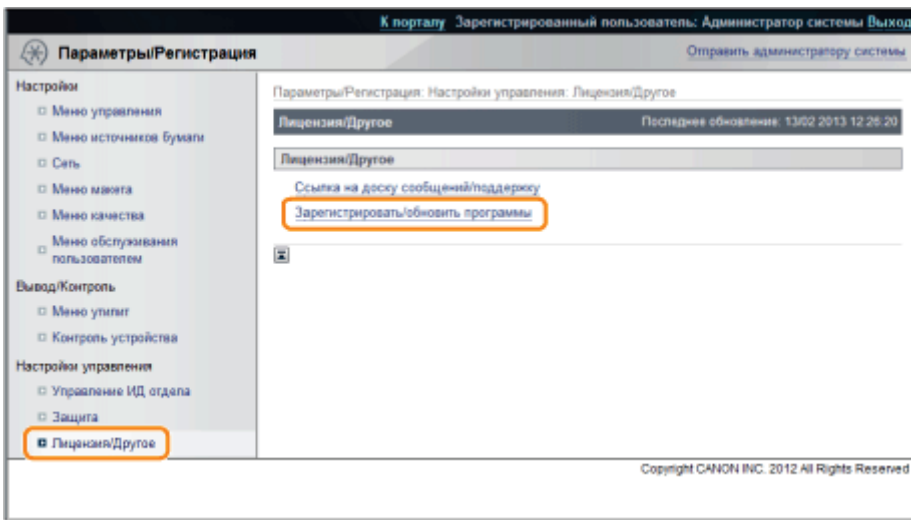 К порталу Зарегистрированный пользователь: Администратор системы Выход
Параметры/Регистрация
Отправить администратору системы
Настройки
Меню управления
Меню источников бумаги
Сеть
Меню макета
Меню качества
Меню обслуживания
пользователем
Вывод/Контроль
Меню утилит
Контроль устройства
Настройки управления
Управление ИД отдела
Защита
Лицензия/Другое
Параметры/Регистрация: Настройки управления: Лицензия/Другое
Лицензия/Другое
Последнее обновление: 13/02 2013 12:26:20
Лицензия/Другое
Ссылка на доску сообщений/поддержку
Зарегистрировать/обновить программы
Copyright CANON INC. 2012 All Rights Reserved